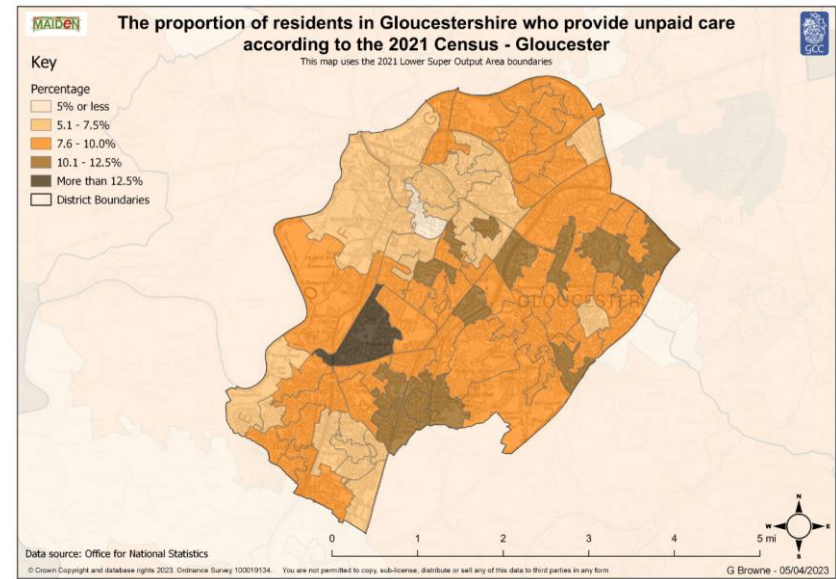 MAIDEN
The proportion of residents in Gloucestershire who provide unpaid care
according to the 2021 Census - Gloucester
This map uses the 2021 Lower Super Output Area boundaries
GCC
Key
Percentage
5% or less
5.1 - 7.5%
7.6 - 10.0%
10.1 - 12.5%
More than 12.5%
District Boundaries
GLOUCESTER
N
W E
S
0 1 2 3 4 5 mi
Data source: Office for National Statistics
© Crown Copyright and database rights 2023. Ordnance Survey 100019134. You are not permitted to copy, sub-license, distribute or sell any of this data to third parties in any form
G Browne - 05/04/2023